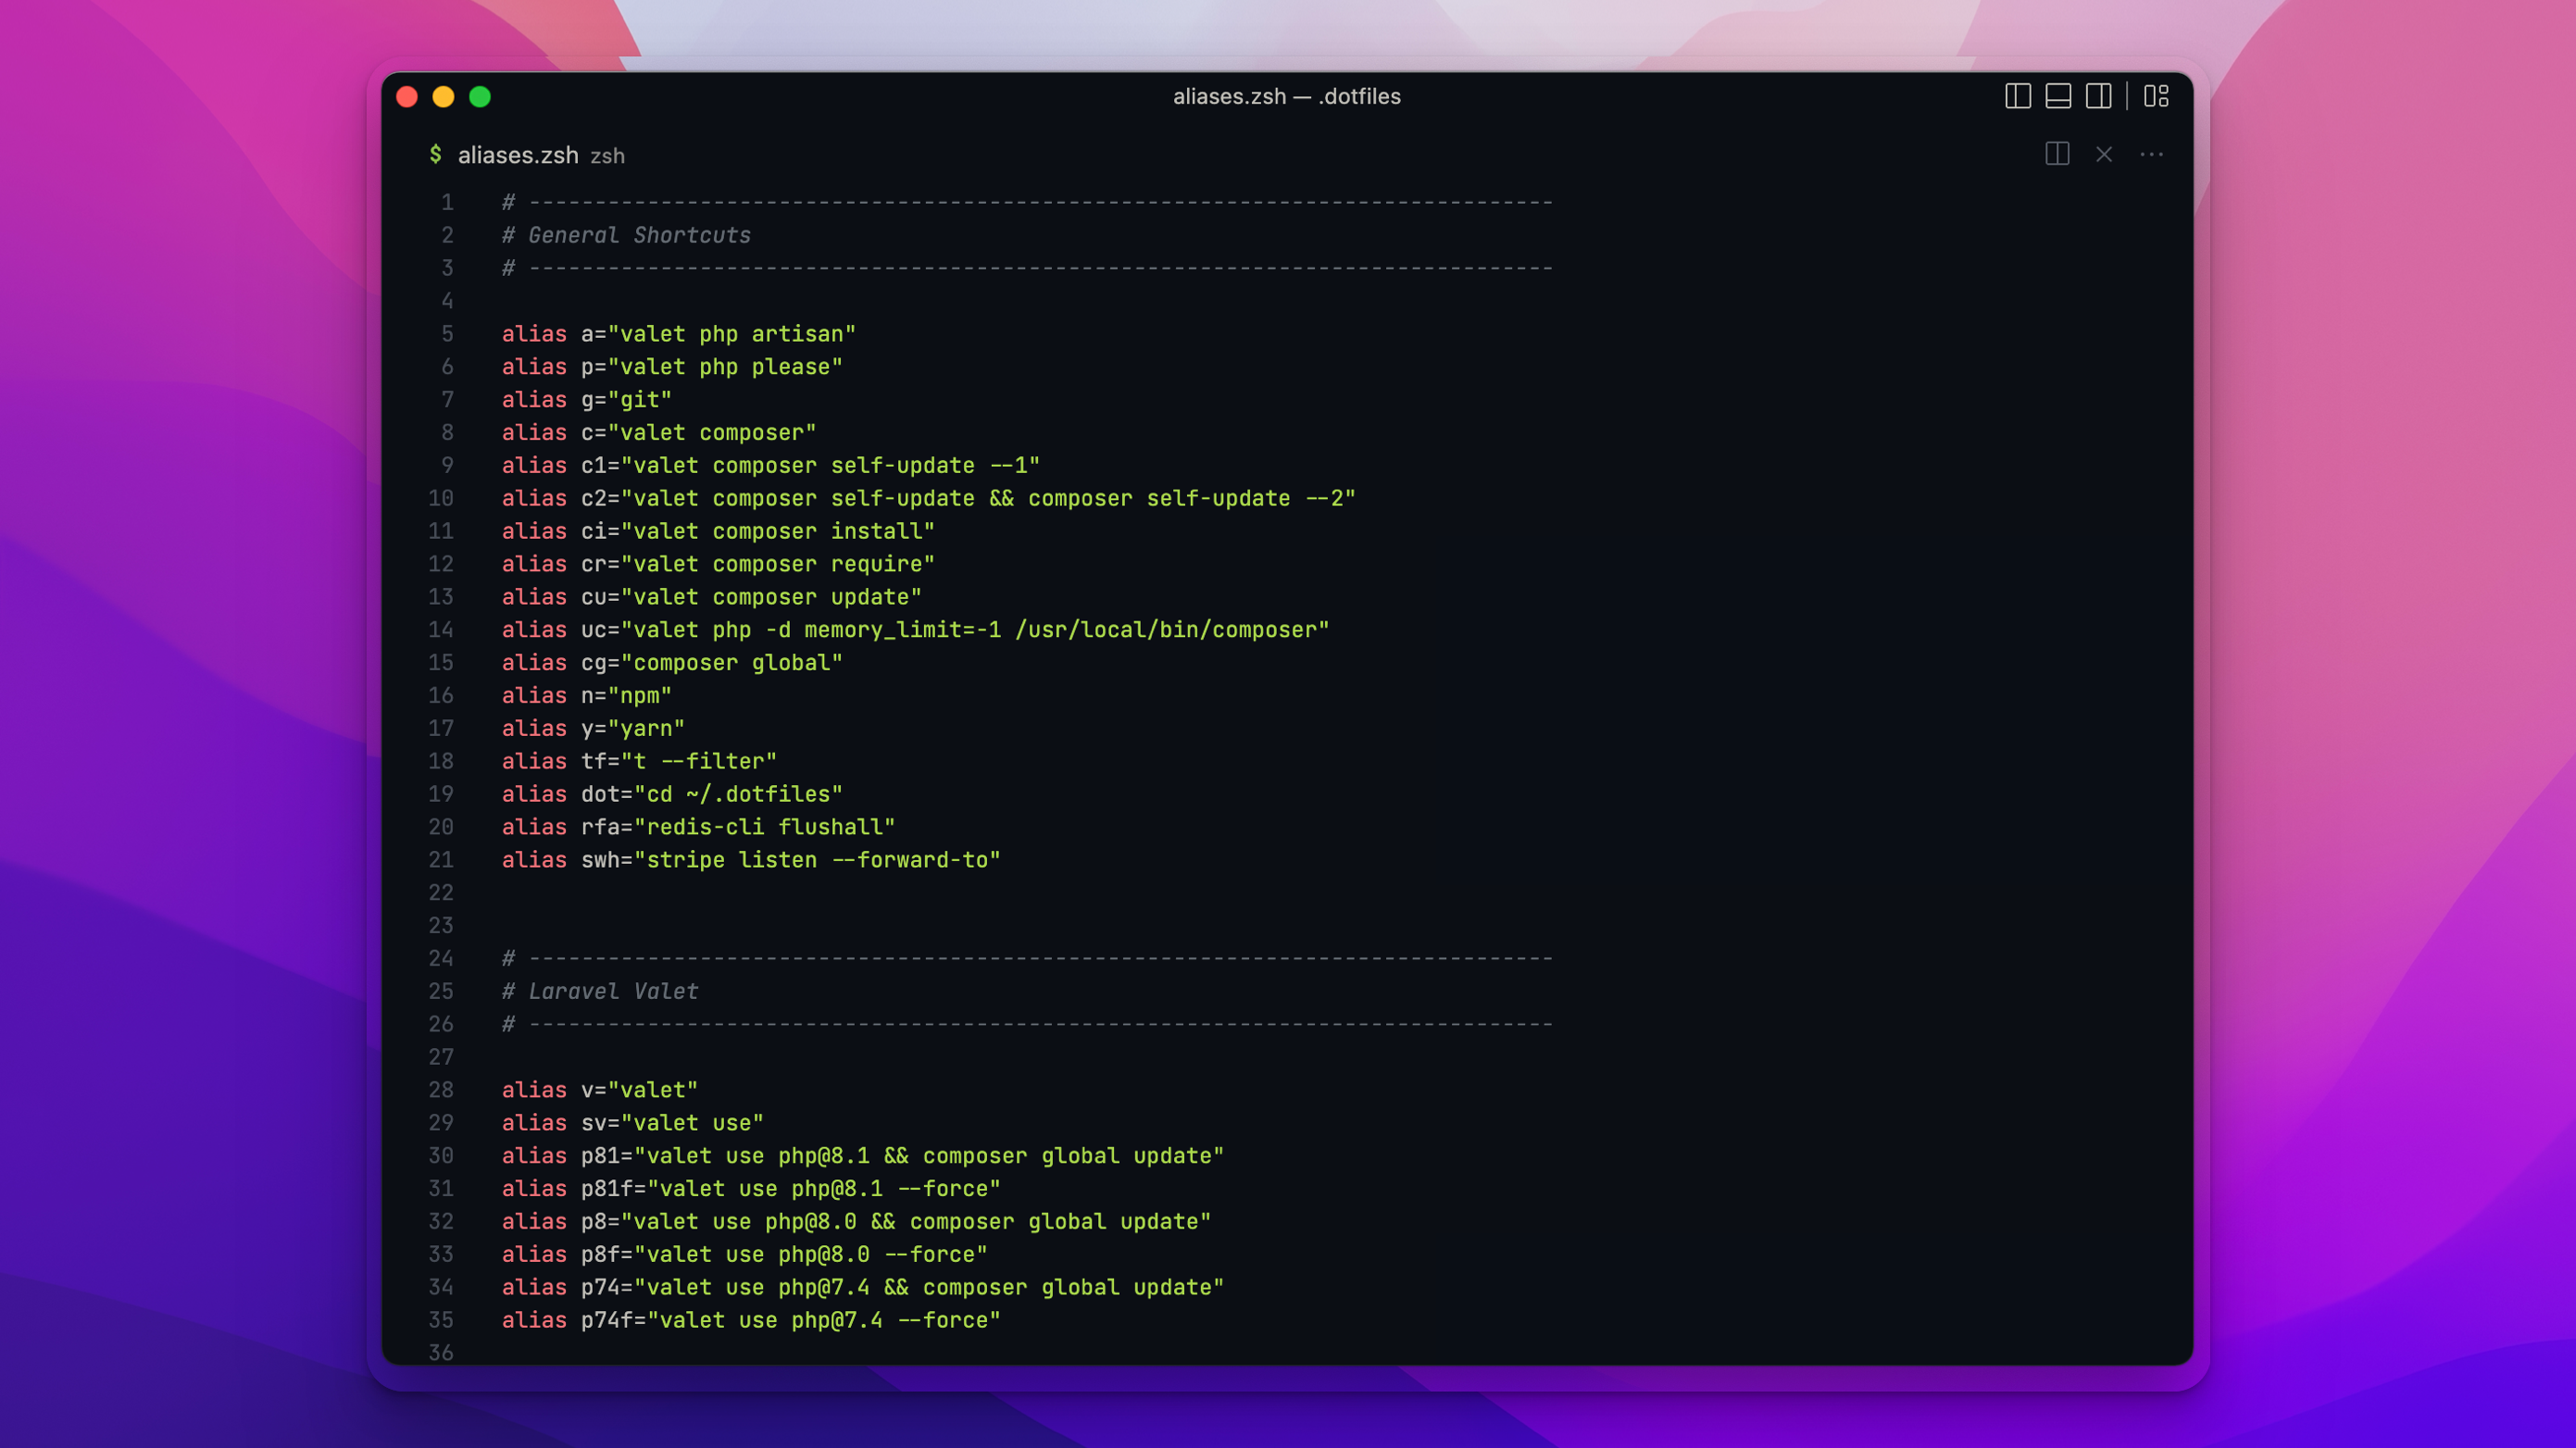 aliases.zsh — .dotfiles
$ aliases.zsh zsh
1 # ------------------------------------------------------------------------------
2 # General Shortcuts
3 # ------------------------------------------------------------------------------
4
5 alias a="valet php artisan"
6 alias p="valet php please"
7 alias g="git"
8 alias c="valet composer"
9 alias c1="valet composer self-update --1"
10 alias c2="valet composer self-update && composer self-update --2"
11 alias ci="valet composer install"
12 alias cr="valet composer require"
13 alias cu="valet composer update"
14 alias uc="valet php -d memory_limit=-1 /usr/local/bin/composer"
15 alias cg="composer global"
16 alias n="npm"
17 alias y="yarn"
18 alias tf="t --filter"
19 alias dot="cd ~/.dotfiles"
20 alias rfa="redis-cli flushall"
21 alias swh="stripe listen --forward-to"
22
23
24 # ------------------------------------------------------------------------------
25 # Laravel Valet
26 # ------------------------------------------------------------------------------
27
28 alias v="valet"
29 alias sv="valet use"
30 alias p81="valet use php@8.1 && composer global update"
31 alias p81f="valet use php@8.1 --force"
32 alias p8="valet use php@8.0 && composer global update"
33 alias p8f="valet use php@8.0 --force"
34 alias p74="valet use php@7.4 && composer global update"
35 alias p74f="valet use php@7.4 --force"
36